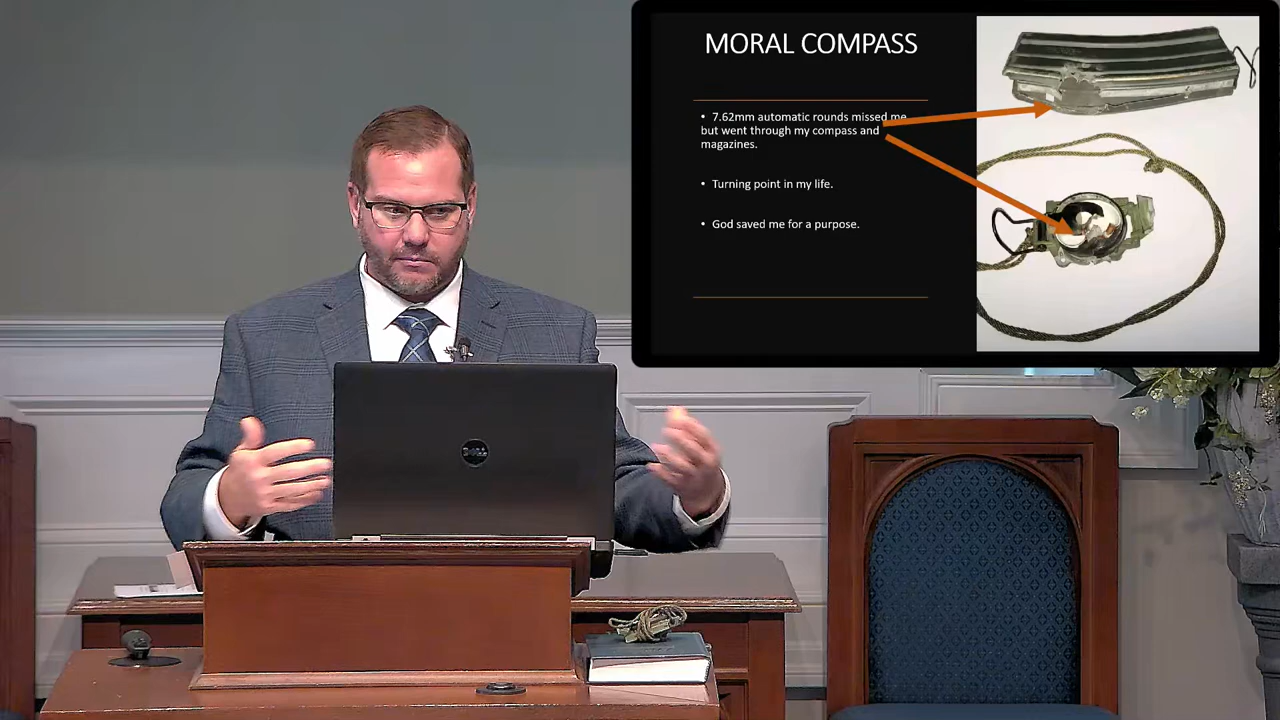 MORAL COMPASS
• 7.62mm automatic rounds missed me
but went through my compass and
magazines.
• Turning point in my life.
• God saved me for a purpose.
DELL